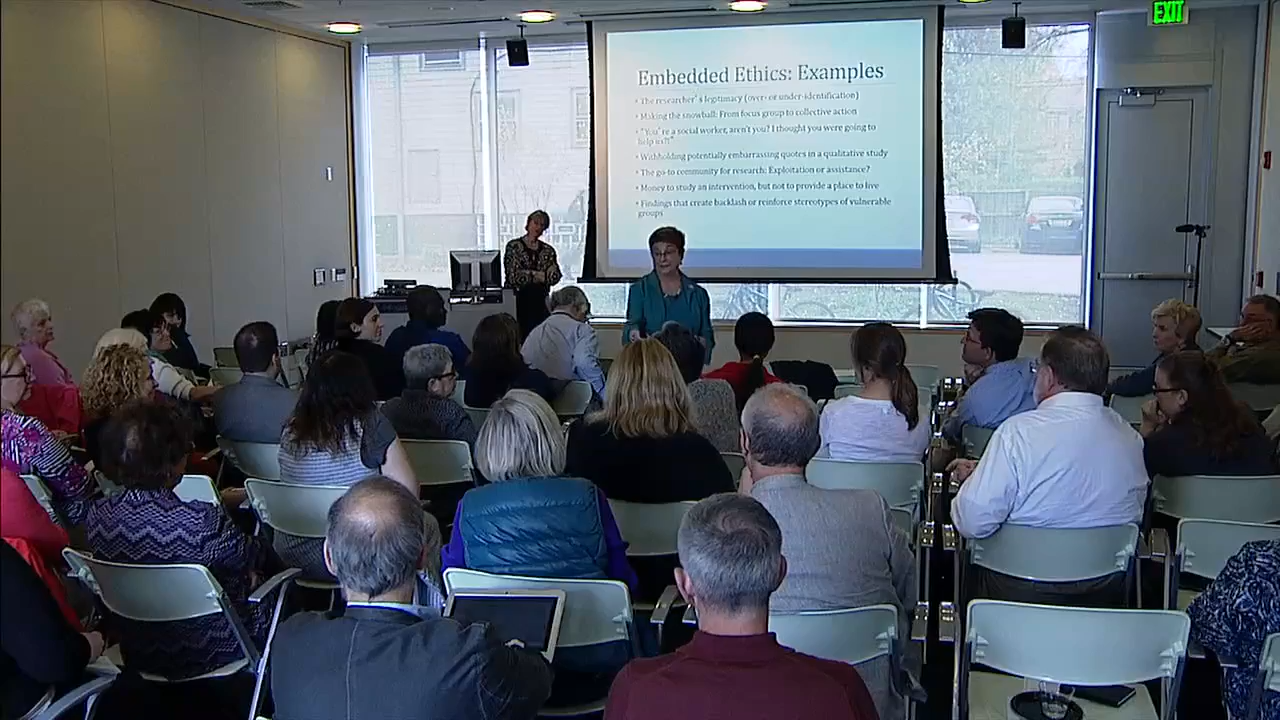 EXIT
Embedded Ethics: Examples
• The researcher's legitimacy (over- or under-identification)
• Making the snowball: From focus group to collective action
• "You're a social worker, aren't you? I thought you were going to
help us?!"
• Withholding potentially embarrassing quotes in a qualitative study
• The go-to community for research: Exploitation or assistance?
• Money to study an intervention, but not to provide a place to live
• Findings that create backlash or reinforce stereotypes of vulnerable
groups